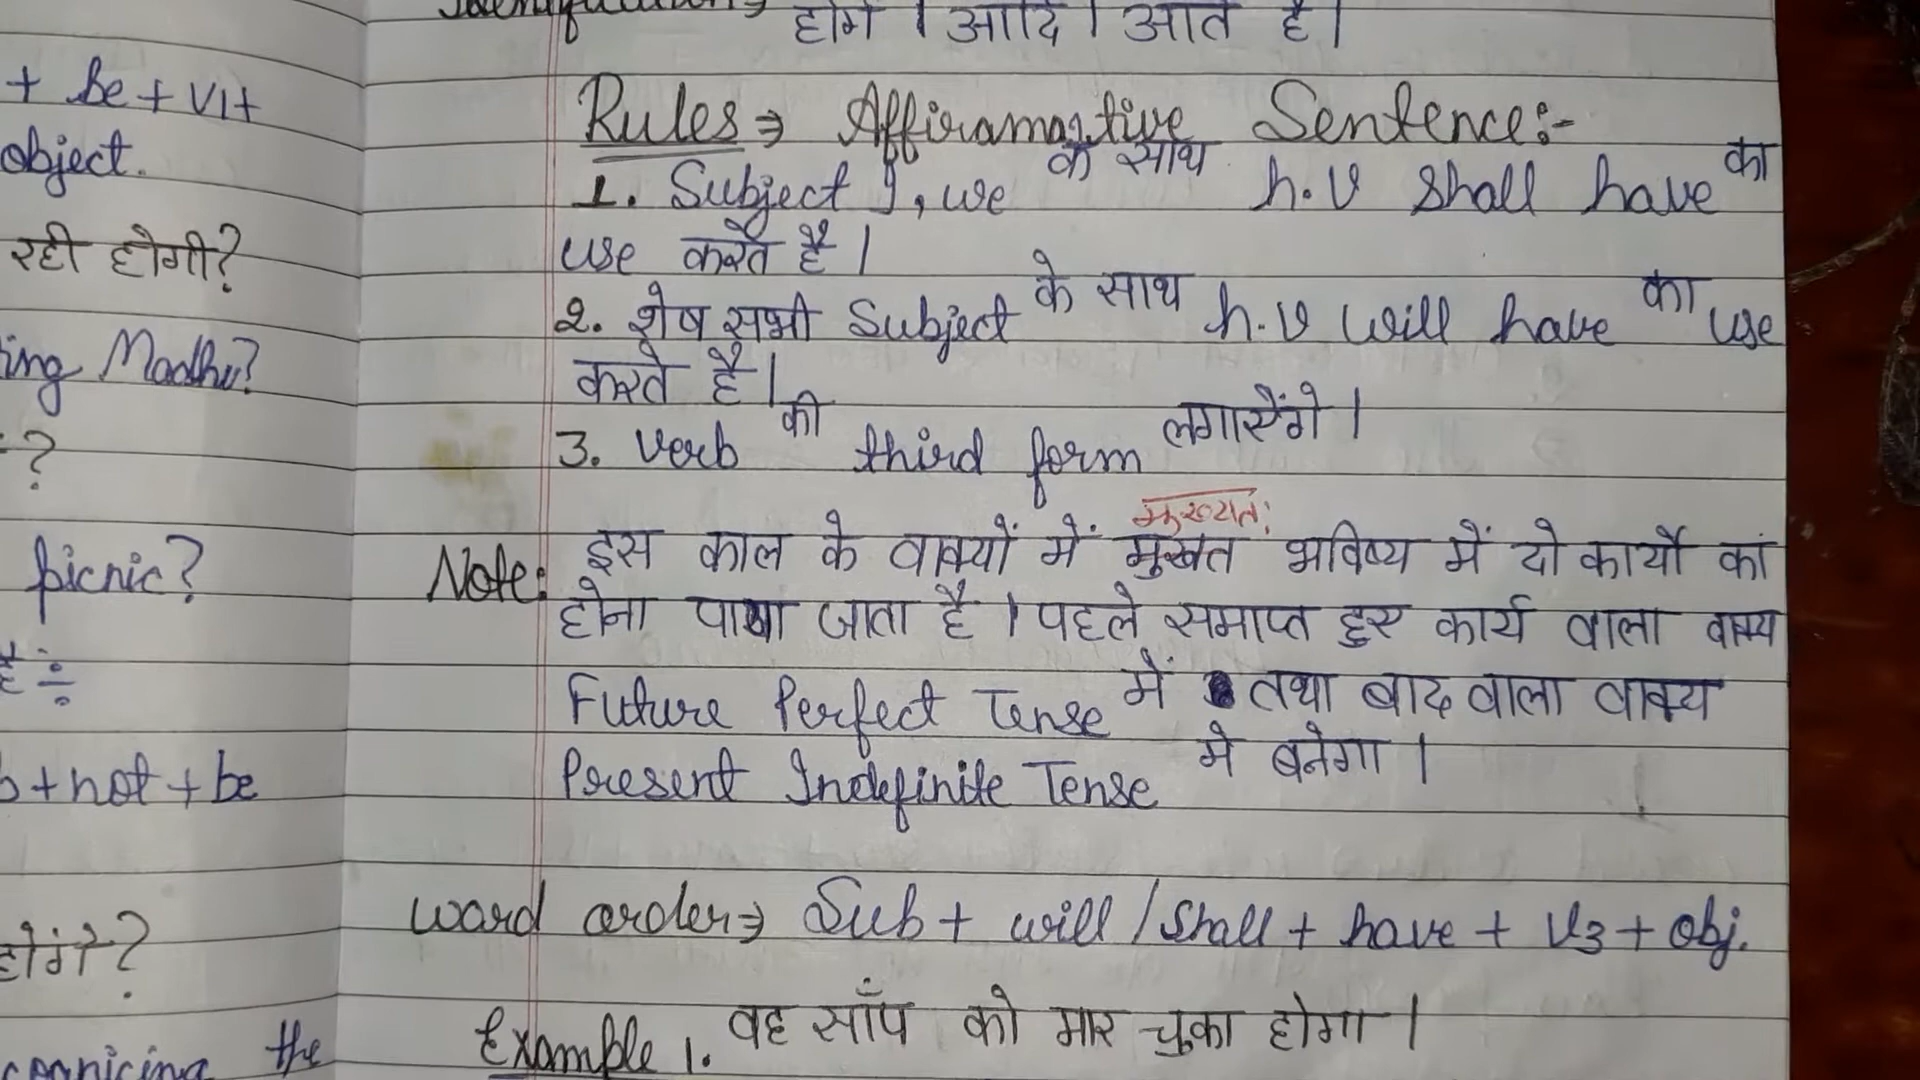 + be + V1+
object.
रही होगी?
ing Madhu?
?
picnic?
b + not + be
होंगे?
the
होंगे । आदि । आते है ।
Rules ⇒ Affiramartive Sentence:-
1. Subject I, we के साथ h.v shall have का
use करते है ।
2. शेष सभी Subject के साथ h.v will have का use
करते है ।
3. verb की third form लगाएंगे ।
मुख्यतः
Note: इस काल के वाक्यों में मुखत भविष्य में दो कार्यो का
होना पाया जाता है । पहले समाप्त हुए कार्य वाला वाक्य
Future Perfect Tense में तथा बाद वाला वाक्य
Present Indefinite Tense मे बनेगा ।
word order ⇒ Sub + will / Shall + have + V3 + obj.
Example 1. वह साँप को मार चुका होगा ।